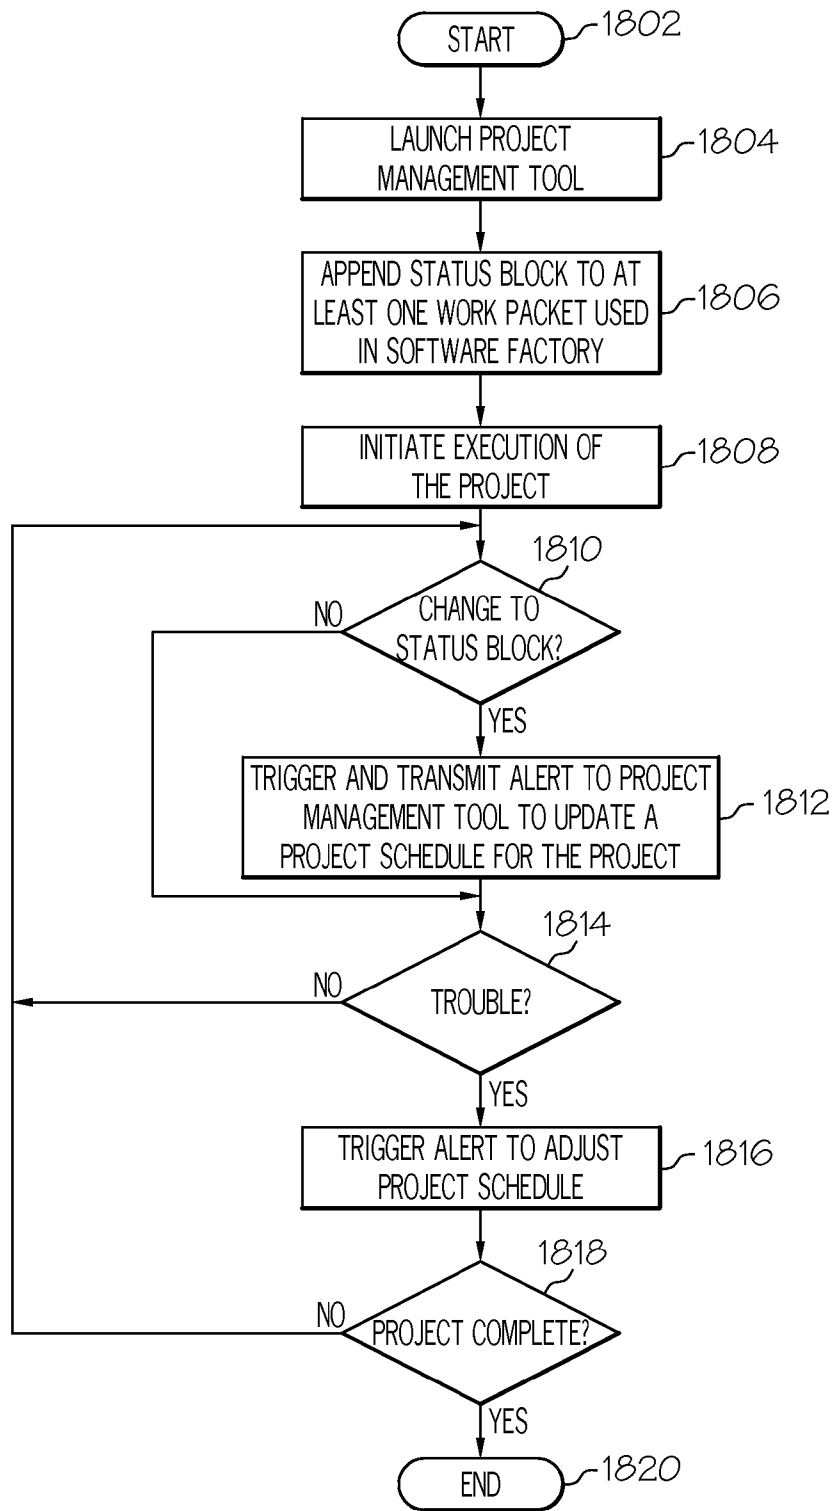 START
1802
LAUNCH PROJECT
MANAGEMENT TOOL
1804
APPEND STATUS BLOCK TO AT
LEAST ONE WORK PACKET USED
IN SOFTWARE FACTORY
1806
INITIATE EXECUTION OF
THE PROJECT
1808
1810
NO
CHANGE TO
STATUS BLOCK?
YES
TRIGGER AND TRANSMIT ALERT TO PROJECT
MANAGEMENT TOOL TO UPDATE A
PROJECT SCHEDULE FOR THE PROJECT
1812
1814
NO
TROUBLE?
YES
TRIGGER ALERT TO ADJUST
PROJECT SCHEDULE
1816
1818
NO
PROJECT COMPLETE?
YES
END
1820